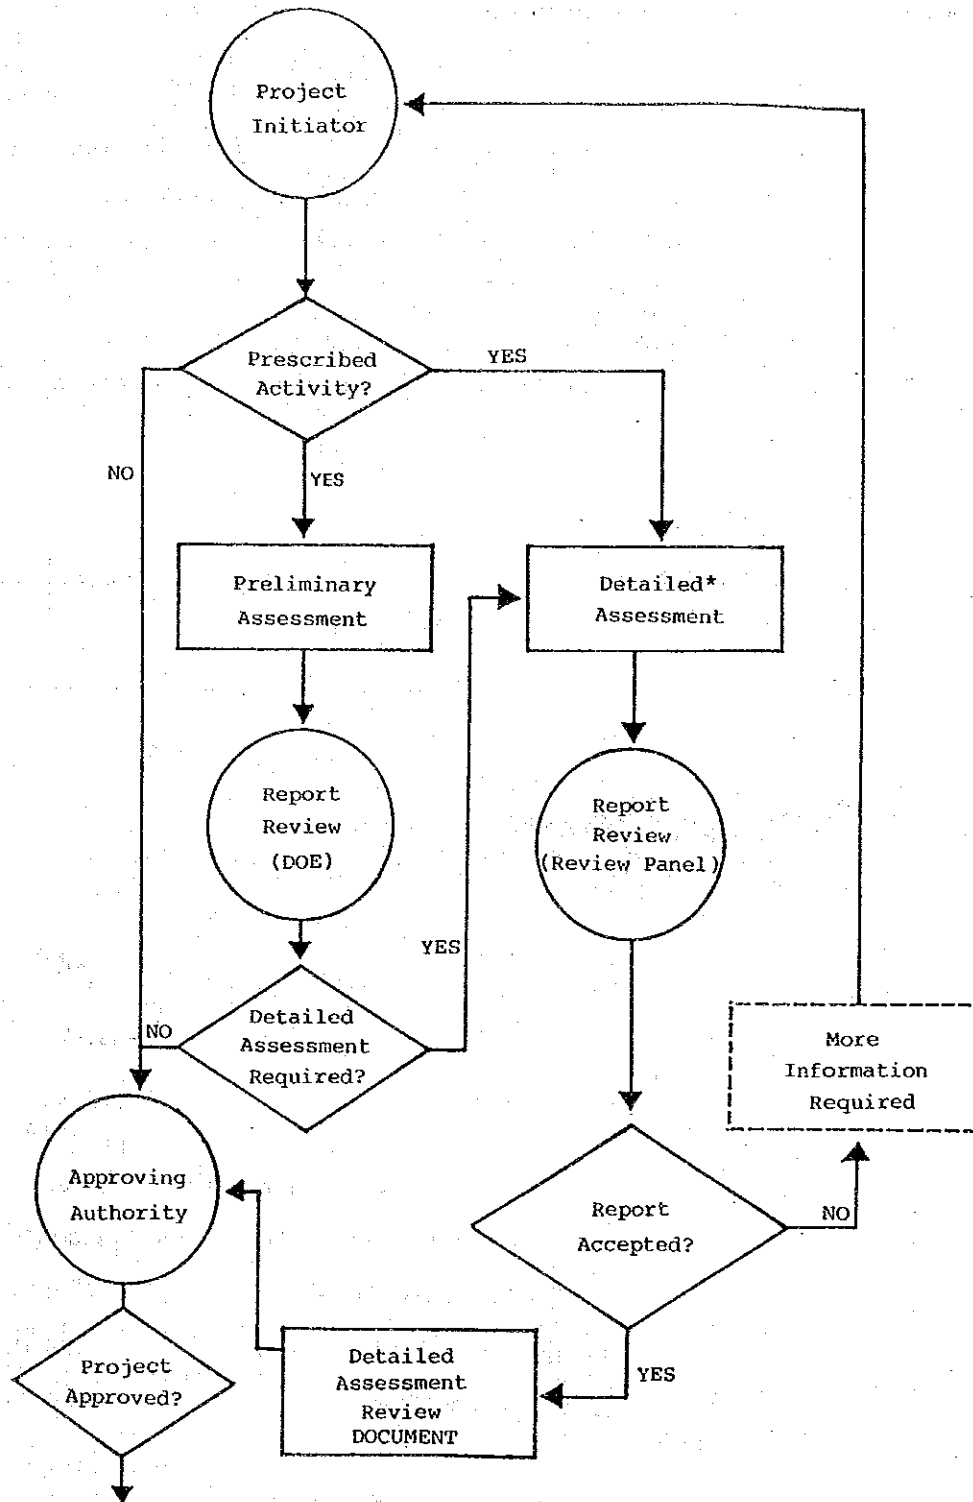 Project
Initiator
Prescribed
Activity?
YES
NO
YES
Preliminary
Assessment
Detailed*
Assessment
Report
Review
(DOE)
Report
Review
(Review Panel)
YES
NO
Detailed
Assessment
Required?
More
Information
Required
Approving
Authority
Report
Accepted?
NO
Project
Approved?
Detailed
Assessment
Review
DOCUMENT
YES